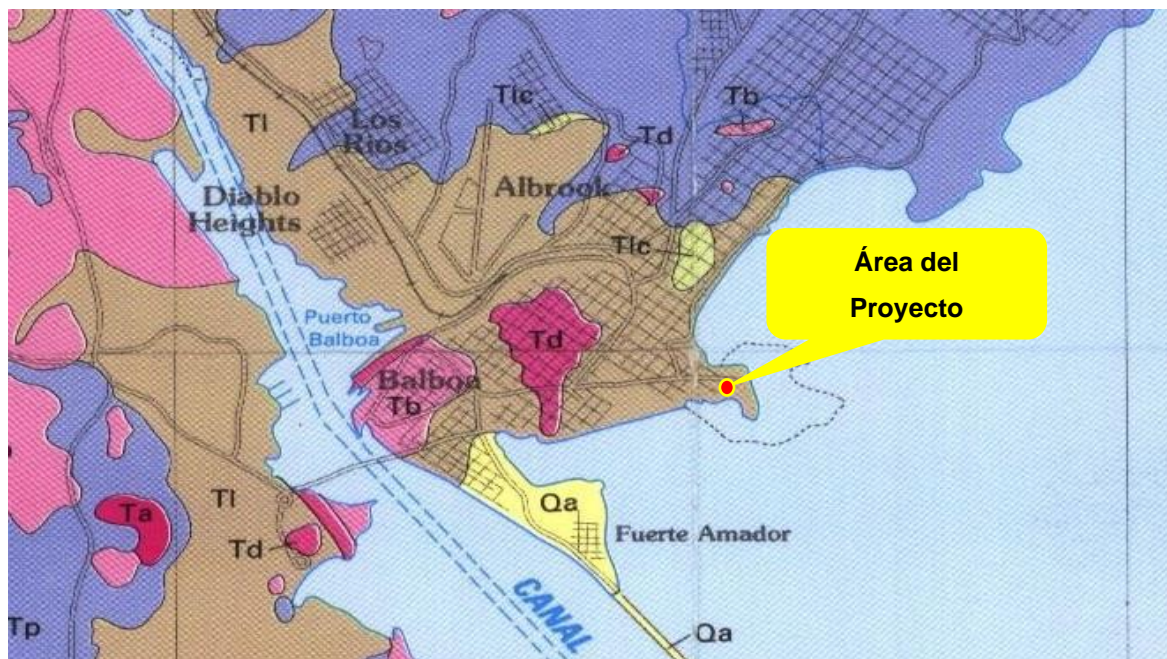 Tlc
Tb
Tl
Los
Rios
Td
Albrook
Diablo
Heights
Tlc
Área del
Proyecto
Puerto
Balboa
Td
Balboa
Tb
Tl
Qa
Ta
Fuerte Amador
Td
CANAL
Tp
Qa